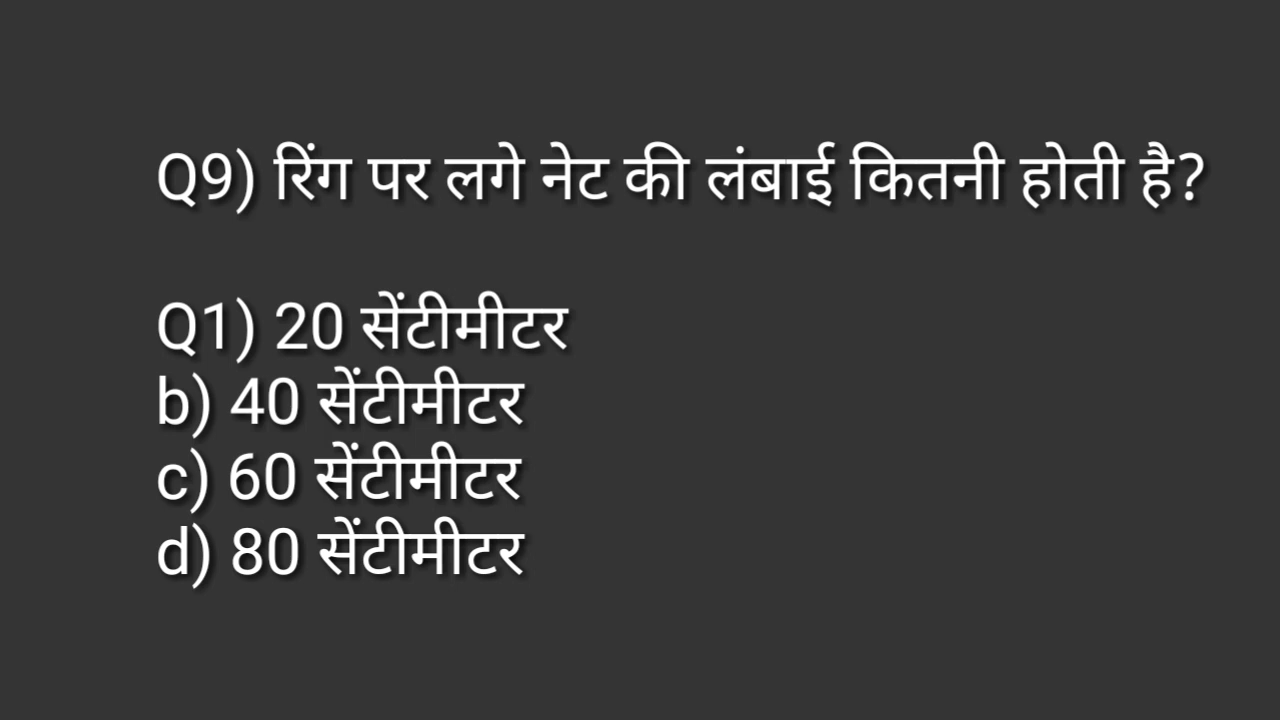 Q9) रिंग पर लगे नेट की लंबाई कितनी होती है?
Q1) 20 सेंटीमीटर
b) 40 सेंटीमीटर
c) 60 सेंटीमीटर
d) 80 सेंटीमीटर